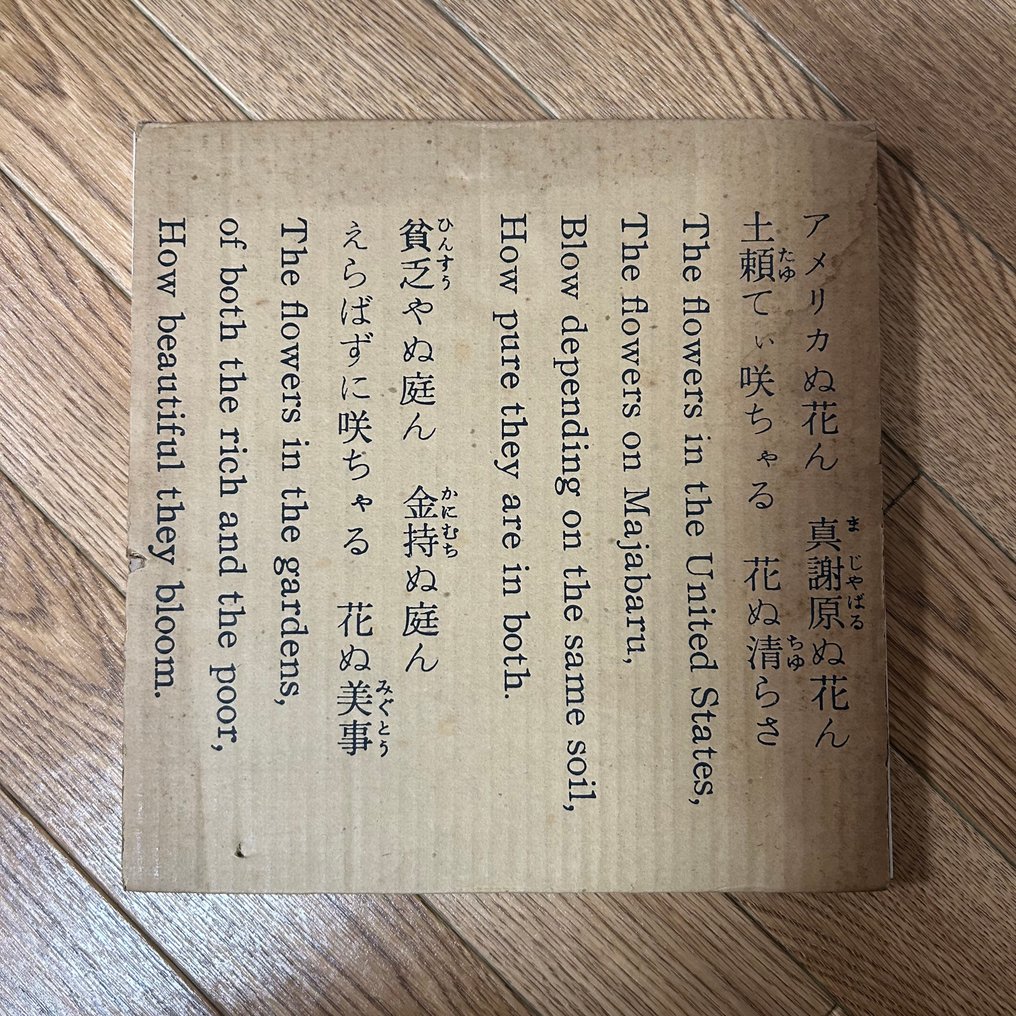 アメリカぬ花ん　真謝原ぬ花ん
土頼てぃ咲ちゃる　花ぬ清らさ
The flowers in the United States,
The flowers on Majabaru,
Blow depending on the same soil,
How pure they are in both.
貧乏やぬ庭ん　金持ぬ庭ん
えらばずに咲ちゃる　花ぬ美事
The flowers in the gardens,
of both the rich and the poor,
How beautiful they bloom.